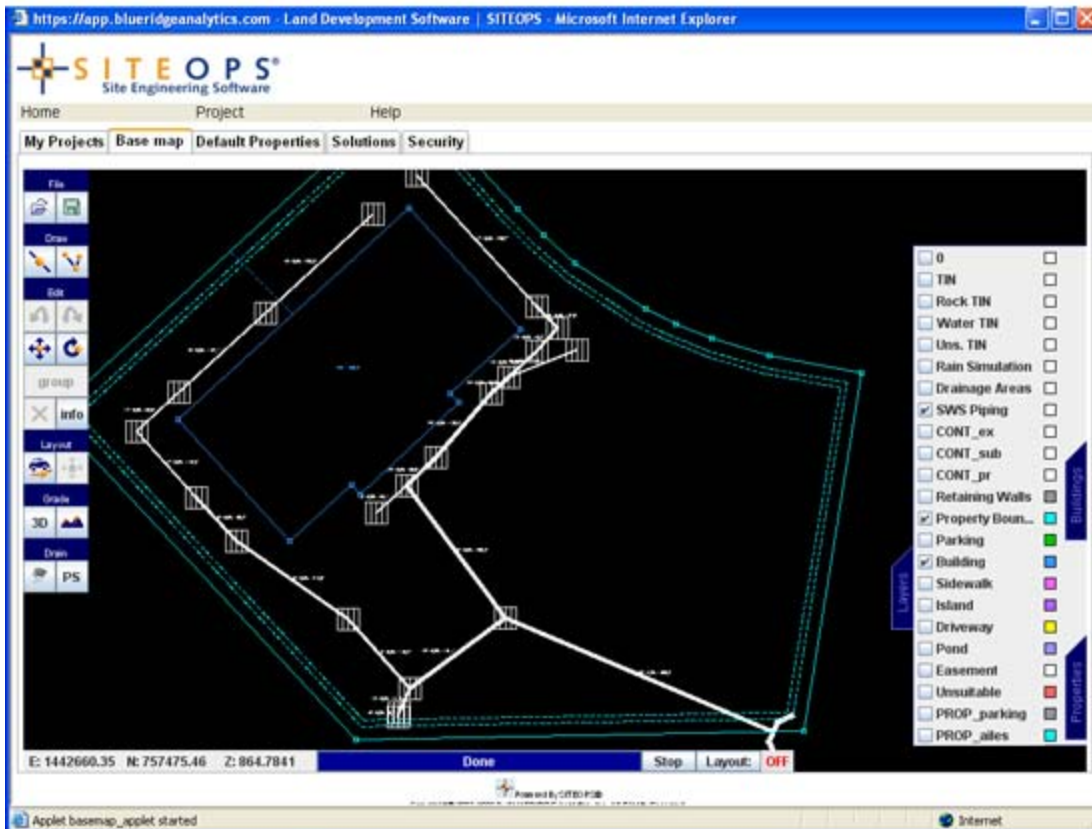 https://app.blueridgeanalytics.com - Land Development Software | SITEOPS - Microsoft Internet Explorer
SITEOPS®
Site Engineering Software
Home Project Help
My Projects Base map Default Properties Solutions Security
File
Draw
Edit
group
info
Layout
Grade
3D
Drain
PS
0
TIN
Rock TIN
Water TIN
Uns. TIN
Rain Simulation
Drainage Areas
SWS Piping
CONT_ex
CONT_sub
CONT_pr
Retaining Walls
Property Boun...
Parking
Building
Sidewalk
Island
Driveway
Pond
Easement
Unsuitable
PROP_parking
PROP_ailes
Buildings
Layers
Properties
E: 1442660.35 N: 757475.46 Z: 864.7841 Done Stop Layout: OFF
Powered By SITEOPS®
Applet basemap_applet started Internet